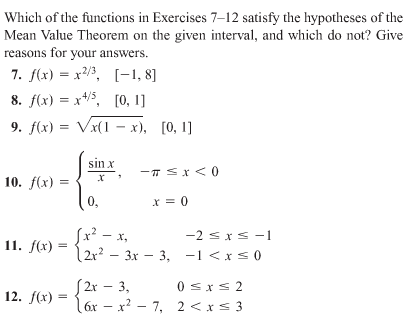 Which of the functions in Exercises 7–12 satisfy the hypotheses of the
Mean Value Theorem on the given interval, and which do not? Give
reasons for your answers.
7. f(x) = x^{2/3}, [−1, 8]
8. f(x) = x^{4/5}, [0, 1]
9. f(x) = √(x(1 − x)), [0, 1]
10. f(x) = { sin x / x, −π ≤ x < 0
0, x = 0
11. f(x) = { x² − x, −2 ≤ x ≤ −1
2x² − 3x − 3, −1 < x ≤ 0
12. f(x) = { 2x − 3, 0 ≤ x ≤ 2
6x − x² − 7, 2 < x ≤ 3